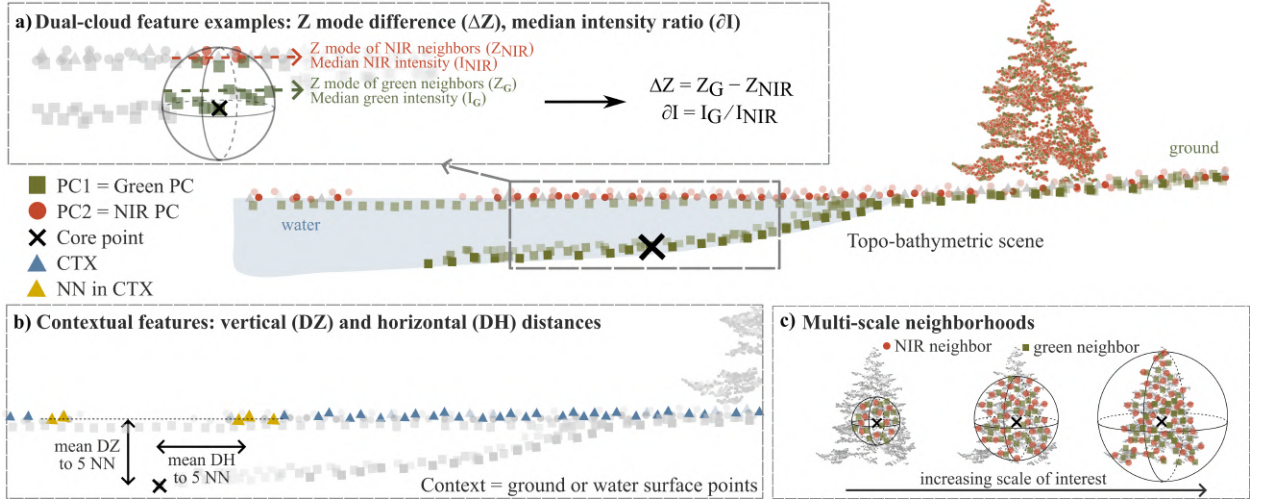 a) Dual-cloud feature examples: Z mode difference (ΔZ), median intensity ratio (∂I)
Z mode of NIR neighbors (ZNIR)
Median NIR intensity (INIR)
Z mode of green neighbors (ZG)
Median green intensity (IG)
ΔZ = ZG − ZNIR
∂I = IG/INIR
ground
PC1 = Green PC
PC2 = NIR PC
Core point
CTX
NN in CTX
water
Topo-bathymetric scene
b) Contextual features: vertical (DZ) and horizontal (DH) distances
mean DZ
to 5 NN
mean DH
to 5 NN
Context = ground or water surface points
c) Multi-scale neighborhoods
NIR neighbor
green neighbor
increasing scale of interest